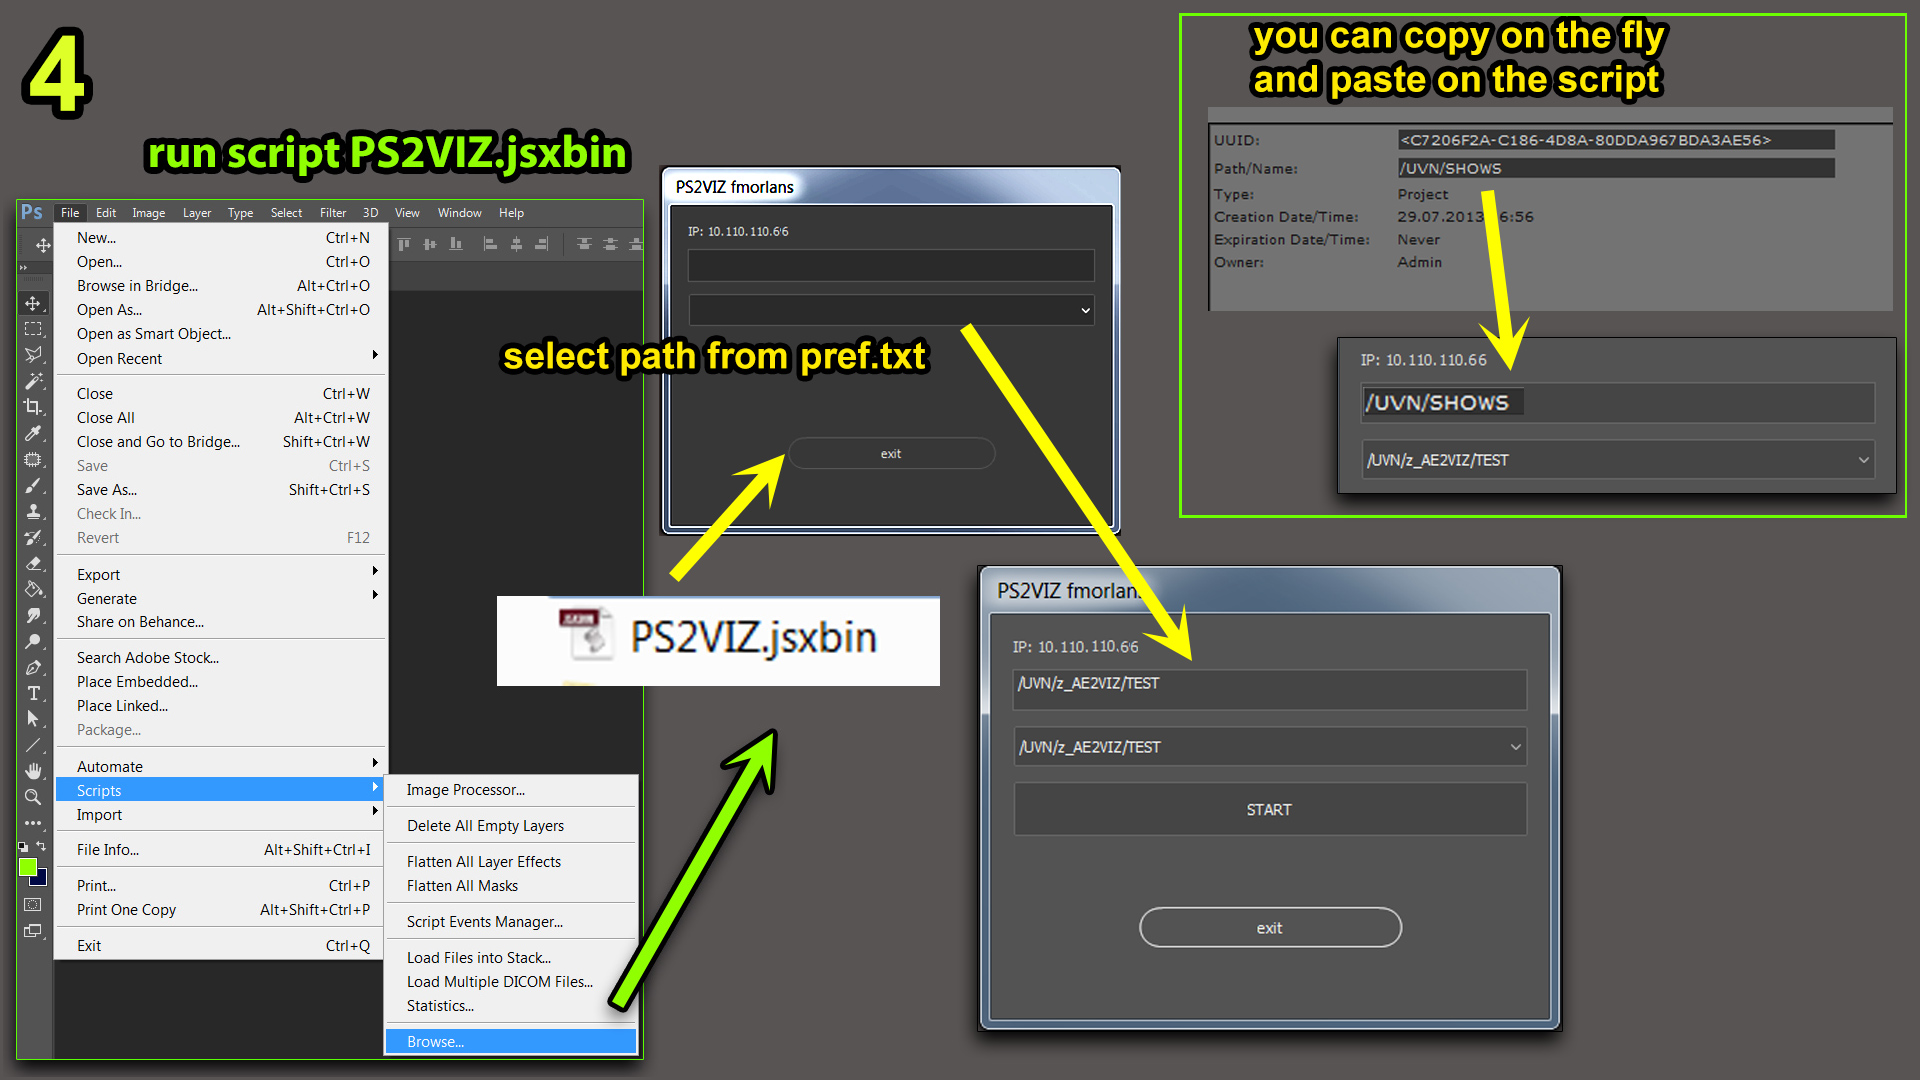 4
run script PS2VIZ.jsxbin
Ps File Edit Image Layer Type Select Filter 3D View Window Help
New... Ctrl+N
Open... Ctrl+O
Browse in Bridge... Alt+Ctrl+O
Open As... Alt+Shift+Ctrl+O
Open as Smart Object...
Open Recent
Close Ctrl+W
Close All Alt+Ctrl+W
Close and Go to Bridge... Shift+Ctrl+W
Save Ctrl+S
Save As... Shift+Ctrl+S
Check In...
Revert F12
Export
Generate
Share on Behance...
Search Adobe Stock...
Place Embedded...
Place Linked...
Package...
Automate
Scripts
Import
File Info... Alt+Shift+Ctrl+I
Print... Ctrl+P
Print One Copy Alt+Shift+Ctrl+P
Exit Ctrl+Q
Image Processor...
Delete All Empty Layers
Flatten All Layer Effects
Flatten All Masks
Script Events Manager...
Load Files into Stack...
Load Multiple DICOM Files...
Statistics...
Browse...
PS2VIZ fmorlans
IP: 10.110.110.66
select path from pref.txt
exit
JSXBIN
PS2VIZ.jsxbin
you can copy on the fly
and paste on the script
UUID: <C7206F2A-C186-4D8A-80DDA967BDA3AE56>
Path/Name: /UVN/SHOWS
Type: Project
Creation Date/Time: 29.07.2013 6:56
Expiration Date/Time: Never
Owner: Admin
IP: 10.110.110.66
/UVN/SHOWS
/UVN/z_AE2VIZ/TEST
PS2VIZ fmorlan
IP: 10.110.110.66
/UVN/z_AE2VIZ/TEST
/UVN/z_AE2VIZ/TEST
START
exit